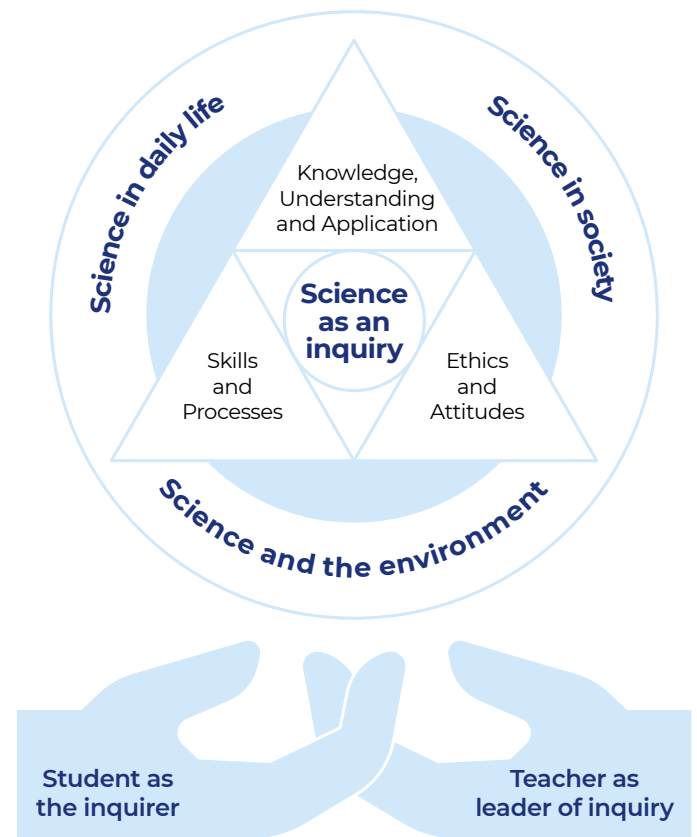 Science in daily life
Science in society
Knowledge,
Understanding
and Application
Science
as an
inquiry
Skills
and
Processes
Ethics
and
Attitudes
Science and the environment
Student as
the inquirer
Teacher as
leader of inquiry